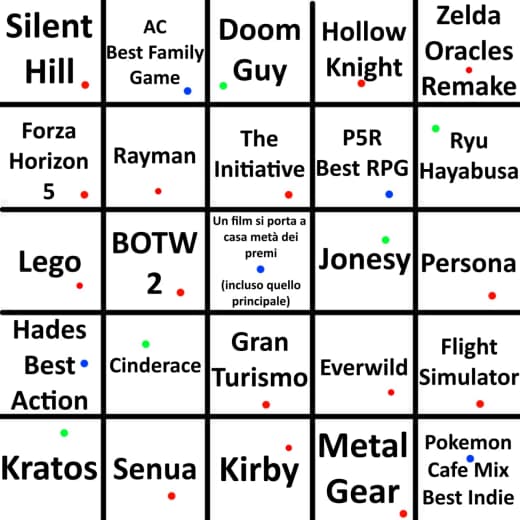 Silent
Hill
AC
Best Family
Game
Doom
Guy
Hollow
Knight
Zelda
Oracles
Remake
Forza
Horizon
5
Rayman
The
Initiative
P5R
Best RPG
Ryu
Hayabusa
Lego
BOTW
2
Un film si porta a
casa metà dei
premi
(incluso quello
principale)
Jonesy
Persona
Hades
Best
Action
Cinderace
Gran
Turismo
Everwild
Flight
Simulator
Kratos
Senua
Kirby
Metal
Gear
Pokemon
Cafe Mix
Best Indie